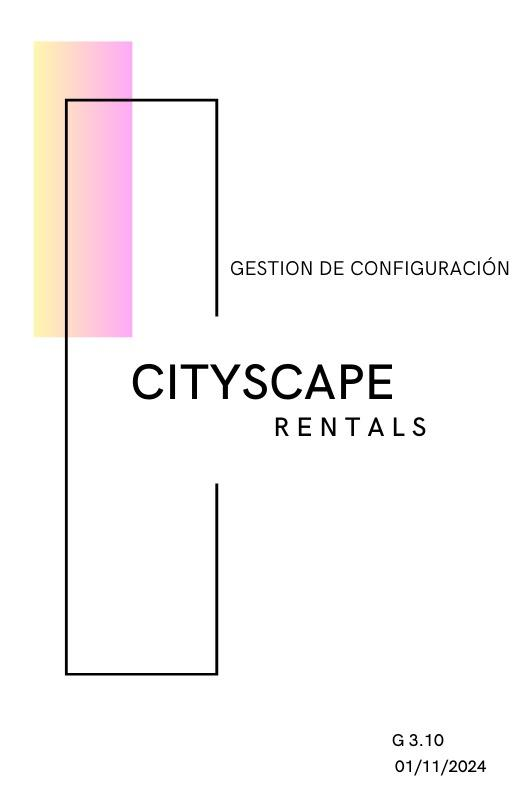 GESTION DE CONFIGURACIÓN
CITYSCAPE
RENTALS
G 3.10
01/11/2024